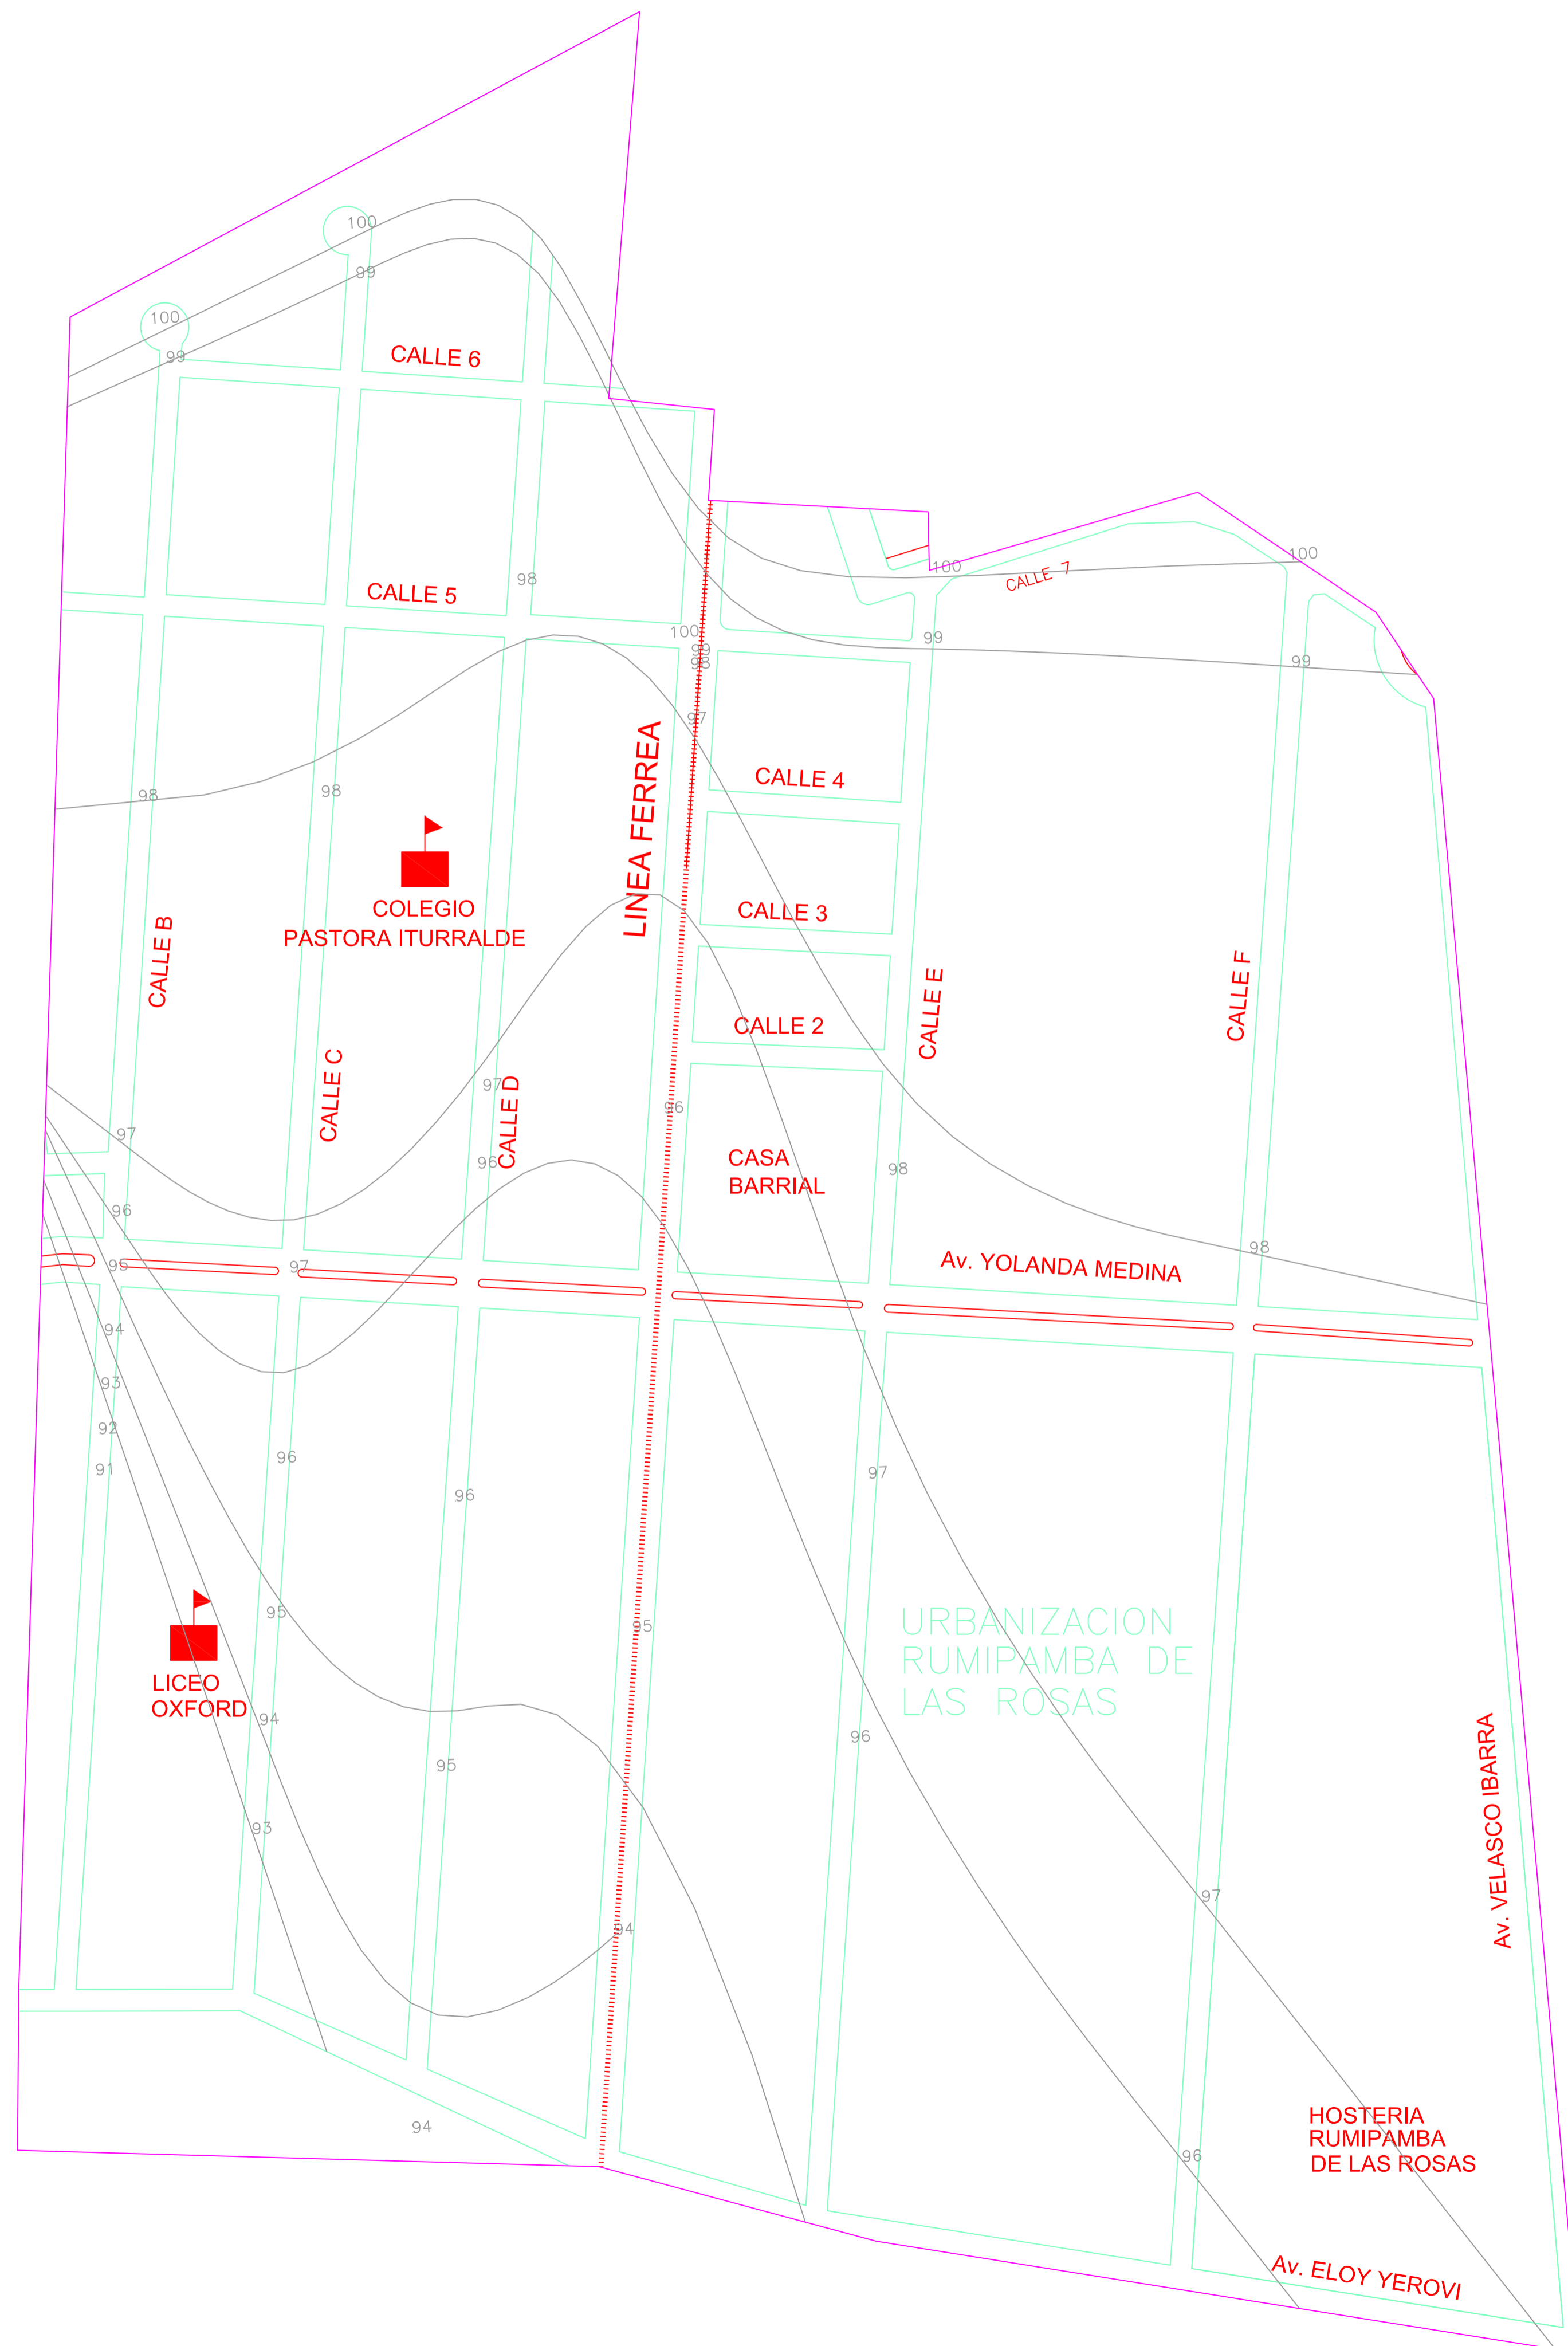 100
99
100
99
CALLE 6
98
CALLE 5
100
99
98
97
100
CALLE 7
100
99
99
98
98
CALLE 4
LINEA FERREA
COLEGIO
PASTORA ITURRALDE
CALLE 3
CALLE B
CALLE E
CALLE F
CALLE 2
CALLE C
CALLE D
97
96
97
96
CASA
BARRIAL
98
96
95
97
98
Av. YOLANDA MEDINA
94
93
92
91
96
96
97
95
95
URBANIZACION
RUMIPAMBA DE
LAS ROSAS
LICEO
OXFORD
94
95
96
93
Av. VELASCO IBARRA
97
94
94
96
HOSTERIA
RUMIPAMBA
DE LAS ROSAS
Av. ELOY YEROVI